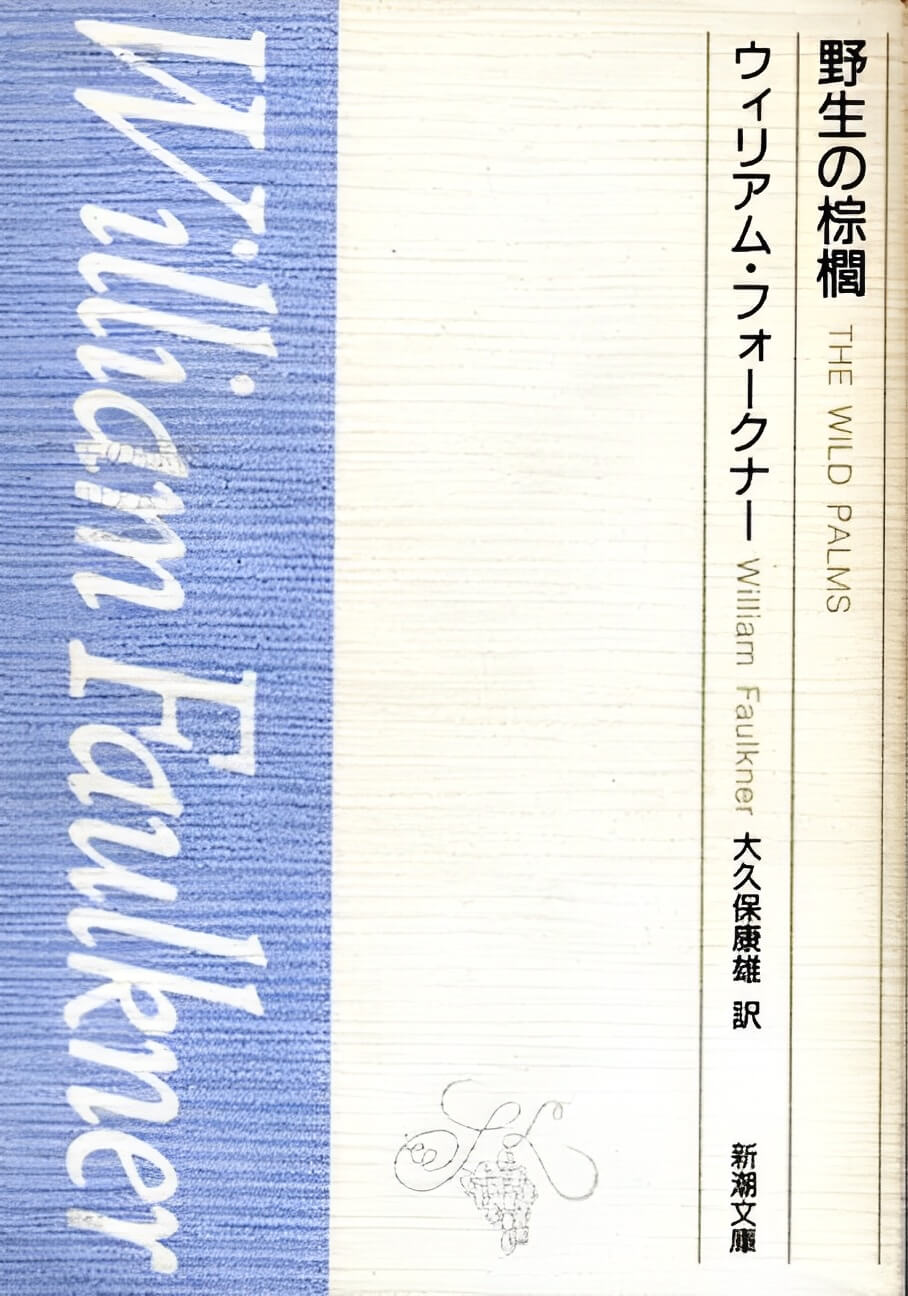 野生の棕櫚 THE WILD PALMS
ウィリアム・フォークナー William Faulkner 大久保康雄 訳
新潮文庫
William Faulkner